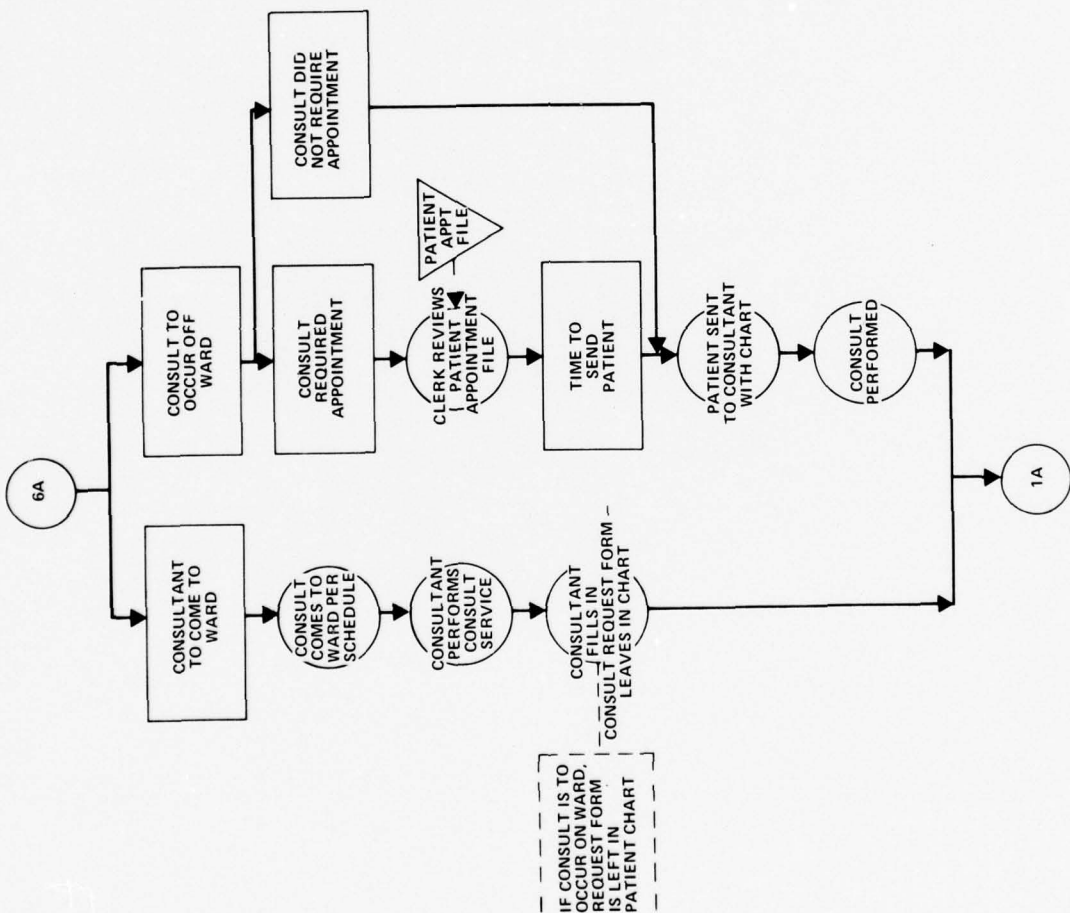 6A
CONSULTANT
TO COME TO
WARD
CONSULT TO
OCCUR OFF
WARD
CONSULT
COMES TO
WARD PER
SCHEDULE
CONSULT
REQUIRED
APPOINTMENT
CONSULT DID
NOT REQUIRE
APPOINTMENT
CONSULTANT
PERFORMS
CONSULT
SERVICE
CLERK REVIEWS
PATIENT
APPOINTMENT
FILE
PATIENT
APPT
FILE
IF CONSULT IS TO
OCCUR ON WARD,
REQUEST FORM
IS LEFT IN
PATIENT CHART
CONSULTANT
FILLS IN
CONSULT REQUEST FORM –
LEAVES IN CHART
TIME TO
SEND
PATIENT
PATIENT SENT
TO CONSULTANT
WITH CHART
CONSULT
PERFORMED
1A